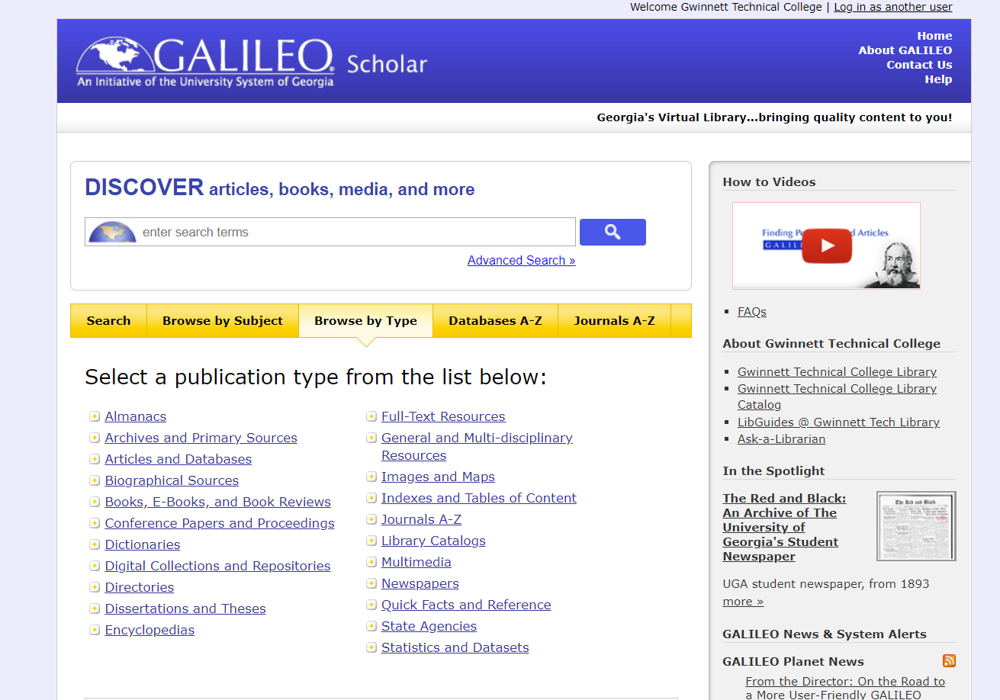 Welcome Gwinnett Technical College | Log in as another user
GALILEO® Scholar
An Initiative of the University System of Georgia
Home
About GALILEO
Contact Us
Help
Georgia's Virtual Library...bringing quality content to you!
DISCOVER articles, books, media, and more
enter search terms
Advanced Search »
Search
Browse by Subject
Browse by Type
Databases A-Z
Journals A-Z
Select a publication type from the list below:
Almanacs
Archives and Primary Sources
Articles and Databases
Biographical Sources
Books, E-Books, and Book Reviews
Conference Papers and Proceedings
Dictionaries
Digital Collections and Repositories
Directories
Dissertations and Theses
Encyclopedias
Full-Text Resources
General and Multi-disciplinary
Resources
Images and Maps
Indexes and Tables of Content
Journals A-Z
Library Catalogs
Multimedia
Newspapers
Quick Facts and Reference
State Agencies
Statistics and Datasets
How to Videos
Finding
Articles
FAQs
About Gwinnett Technical College
Gwinnett Technical College Library
Gwinnett Technical College Library
Catalog
LibGuides @ Gwinnett Tech Library
Ask-a-Librarian
In the Spotlight
The Red and Black:
An Archive of The
University of
Georgia's Student
Newspaper
The Red and Black
UGA student newspaper, from 1893
more »
GALILEO News & System Alerts
GALILEO Planet News
From the Director: On the Road to
a More User-Friendly GALILEO